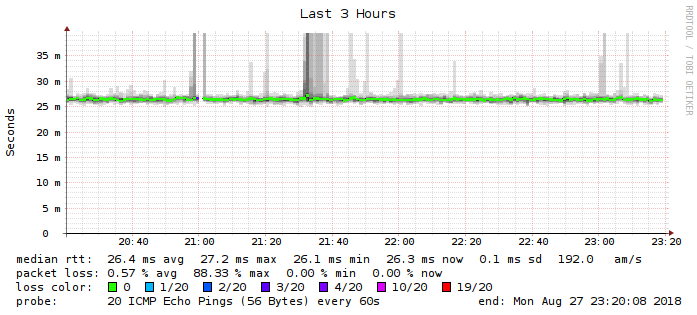 Last 3 Hours
RRDTOOL / TOBI OETIKER
Seconds
35 m
30 m
25 m
20 m
15 m
10 m
5 m
0
20:40 21:00 21:20 21:40 22:00 22:20 22:40 23:00 23:20
median rtt: 26.4 ms avg 27.2 ms max 26.1 ms min 26.3 ms now 0.1 ms sd 192.0 am/s
packet loss: 0.57 % avg 88.33 % max 0.00 % min 0.00 % now
loss color: 0 1/20 2/20 3/20 4/20 10/20 19/20
probe: 20 ICMP Echo Pings (56 Bytes) every 60s end: Mon Aug 27 23:20:08 2018